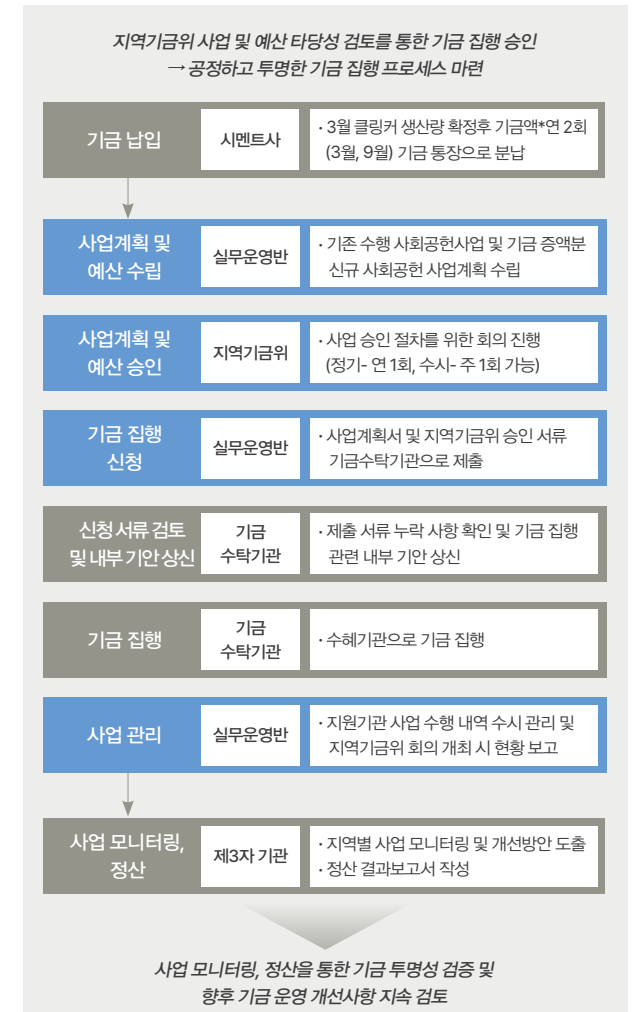 지역기금위 사업 및 예산 타당성 검토를 통한 기금 집행 승인
→ 공정하고 투명한 기금 집행 프로세스 마련
기금 납입
시멘트사
· 3월 클링커 생산량 확정후 기금액*연 2회
(3월, 9월) 기금 통장으로 분납
사업계획 및
예산 수립
실무운영반
· 기존 수행 사회공헌사업 및 기금 증액분
신규 사회공헌 사업계획 수립
사업계획 및
예산 승인
지역기금위
· 사업 승인 절차를 위한 회의 진행
(정기- 연 1회, 수시- 주 1회 가능)
기금 집행
신청
실무운영반
· 사업계획서 및 지역기금위 승인 서류
기금수탁기관으로 제출
신청 서류 검토
및 내부 기안 상신
기금
수탁기관
· 제출 서류 누락 사항 확인 및 기금 집행
관련 내부 기안 상신
기금 집행
기금
수탁기관
· 수혜기관으로 기금 집행
사업 관리
실무운영반
· 지원기관 사업 수행 내역 수시 관리 및
지역기금위 회의 개최 시 현황 보고
사업 모니터링,
정산
제3자 기관
· 지역별 사업 모니터링 및 개선방안 도출
· 정산 결과보고서 작성
사업 모니터링, 정산을 통한 기금 투명성 검증 및
향후 기금 운영 개선사항 지속 검토